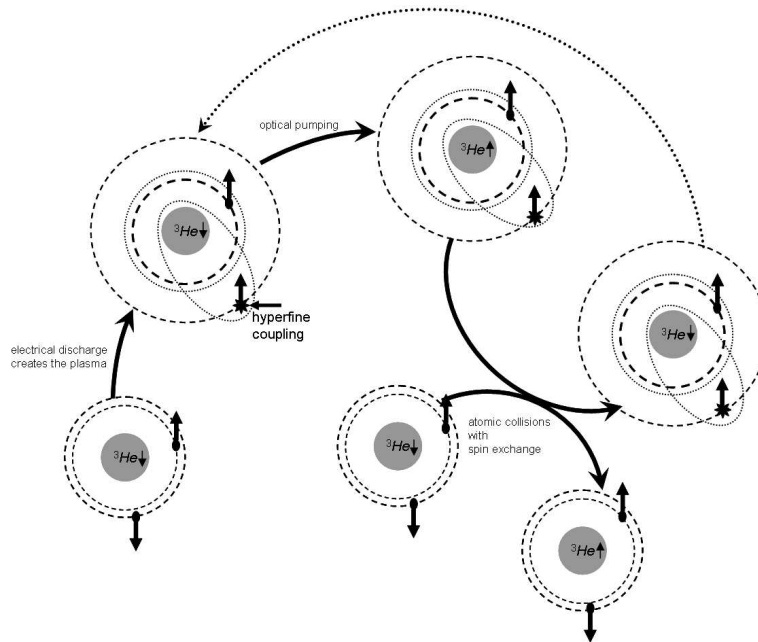 optical pumping
³He↑
³He↓
hyperfine
coupling
³He↓
electrical discharge
creates the plasma
atomic collisions
with
spin exchange
³He↓
³He↓
³He↑